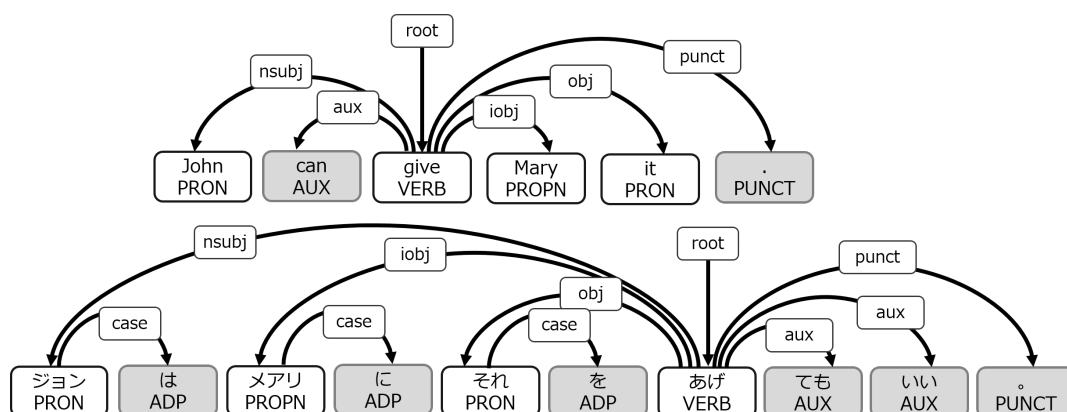 root
punct
nsubj
obj
aux
iobj
John
PRON
can
AUX
give
VERB
Mary
PROPN
it
PRON
.
PUNCT
nsubj
root
iobj
punct
obj
aux
case
case
case
aux
ジョン
PRON
は
ADP
メアリ
PROPN
に
ADP
それ
PRON
を
ADP
あげ
VERB
ても
AUX
いい
AUX
。
PUNCT